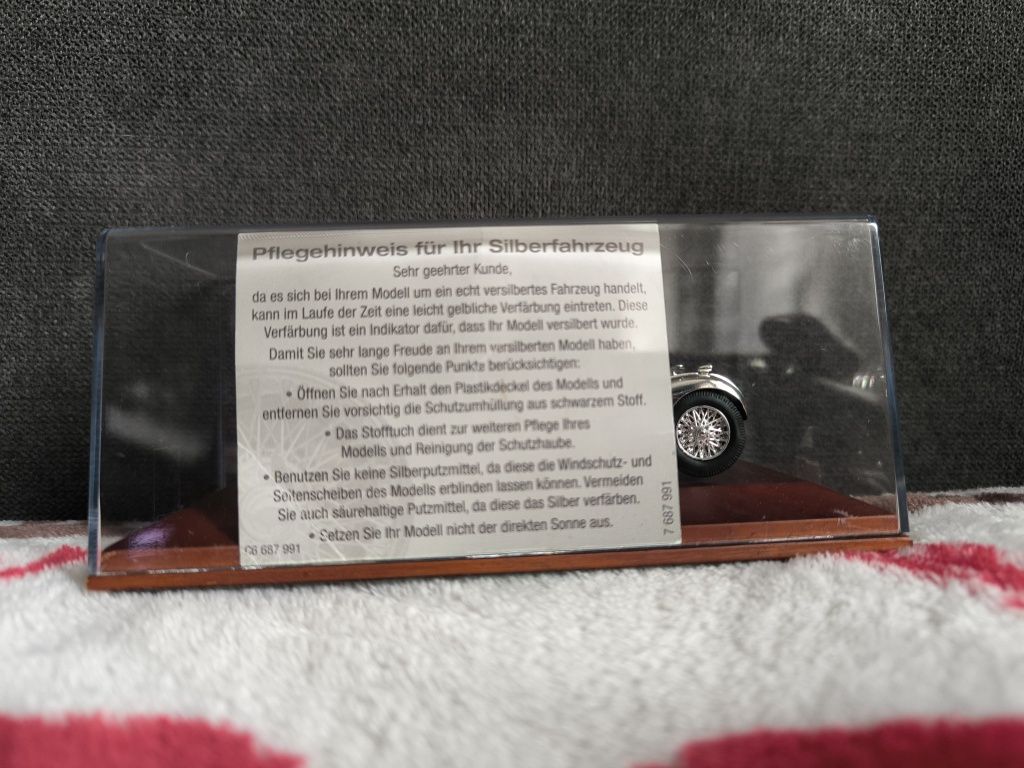 Pflegehinweis für Ihr Silberfahrzeug
Sehr geehrter Kunde,
da es sich bei Ihrem Modell um ein echt versilbertes Fahrzeug handelt,
kann im Laufe der Zeit eine leicht gelbliche Verfärbung eintreten. Diese
Verfärbung ist ein Indikator dafür, dass Ihr Modell versilbert wurde.
Damit Sie sehr lange Freude an Ihrem versilberten Modell haben,
sollten Sie folgende Punkte berücksichtigen:
• Öffnen Sie nach Erhalt den Plastikdeckel des Modells und
entfernen Sie vorsichtig die Schutzumhüllung aus schwarzem Stoff.
• Das Stofftuch dient zur weiteren Pflege Ihres
Modells und Reinigung der Schutzhaube.
• Benutzen Sie keine Silberputzmittel, da diese die Windschutz- und
Seitenscheiben des Modells erblinden lassen können. Vermeiden
Sie auch säurehaltige Putzmittel, da diese das Silber verfärben.
• Setzen Sie Ihr Modell nicht der direkten Sonne aus.
C6 687 991
7 687 991